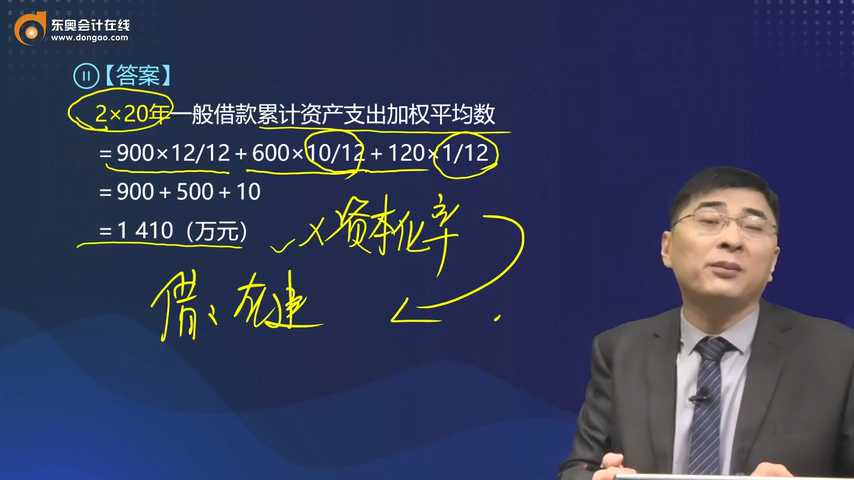 东奥会计在线
www.dongao.com
【答案】
2×20年一般借款累计资产支出加权平均数
＝900×12/12＋600×10/12＋120×1/12
＝900＋500＋10
＝1 410（万元）
×资本化率
借：在建